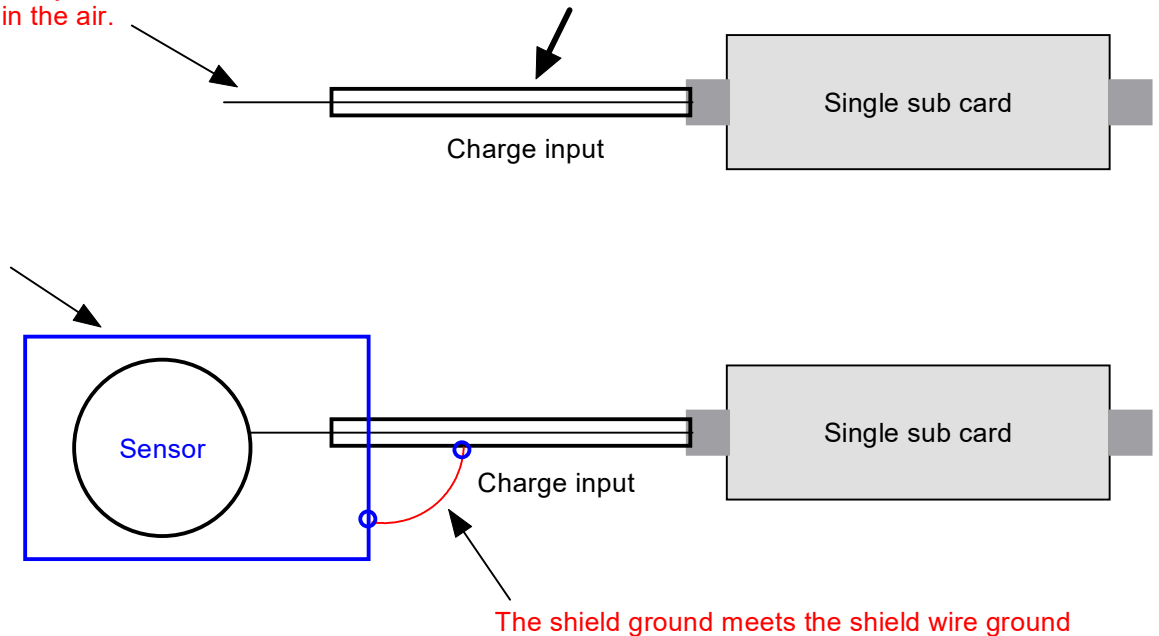 in the air.
Single sub card
Charge input
Sensor
Single sub card
Charge input
The shield ground meets the shield wire ground